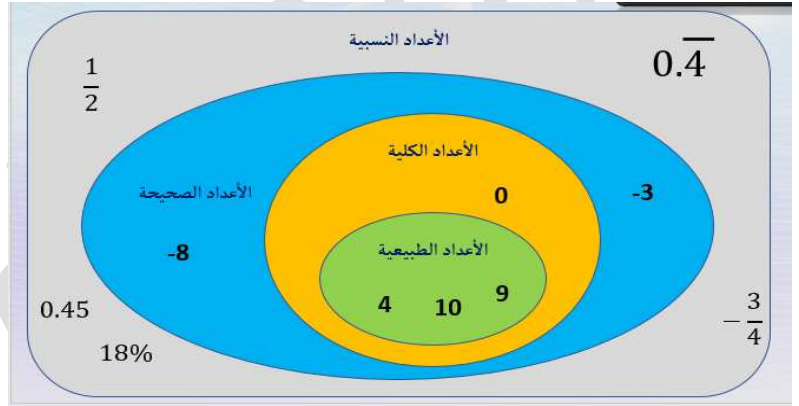 الأعداد النسبية
1/2
0.4̅
الأعداد الكلية
الأعداد الصحيحة
0
-3
-8
الأعداد الطبيعية
4 10 9
0.45
-3/4
18%